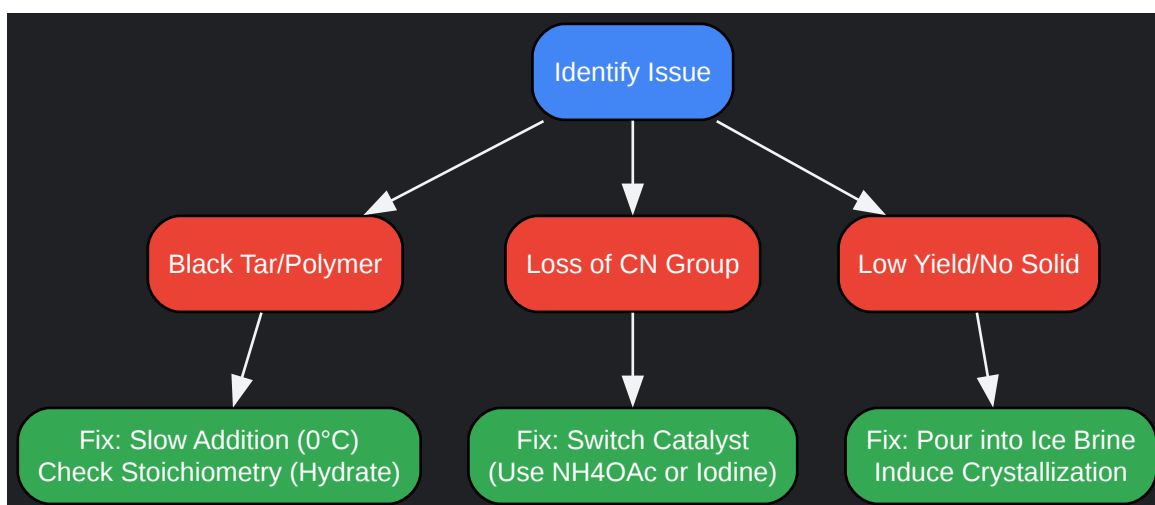 Identify Issue
Black Tar/Polymer
Loss of CN Group
Low Yield/No Solid
Fix: Slow Addition (0°C)
Check Stoichiometry (Hydrate)
Fix: Switch Catalyst
(Use NH4OAc or Iodine)
Fix: Pour into Ice Brine
Induce Crystallization